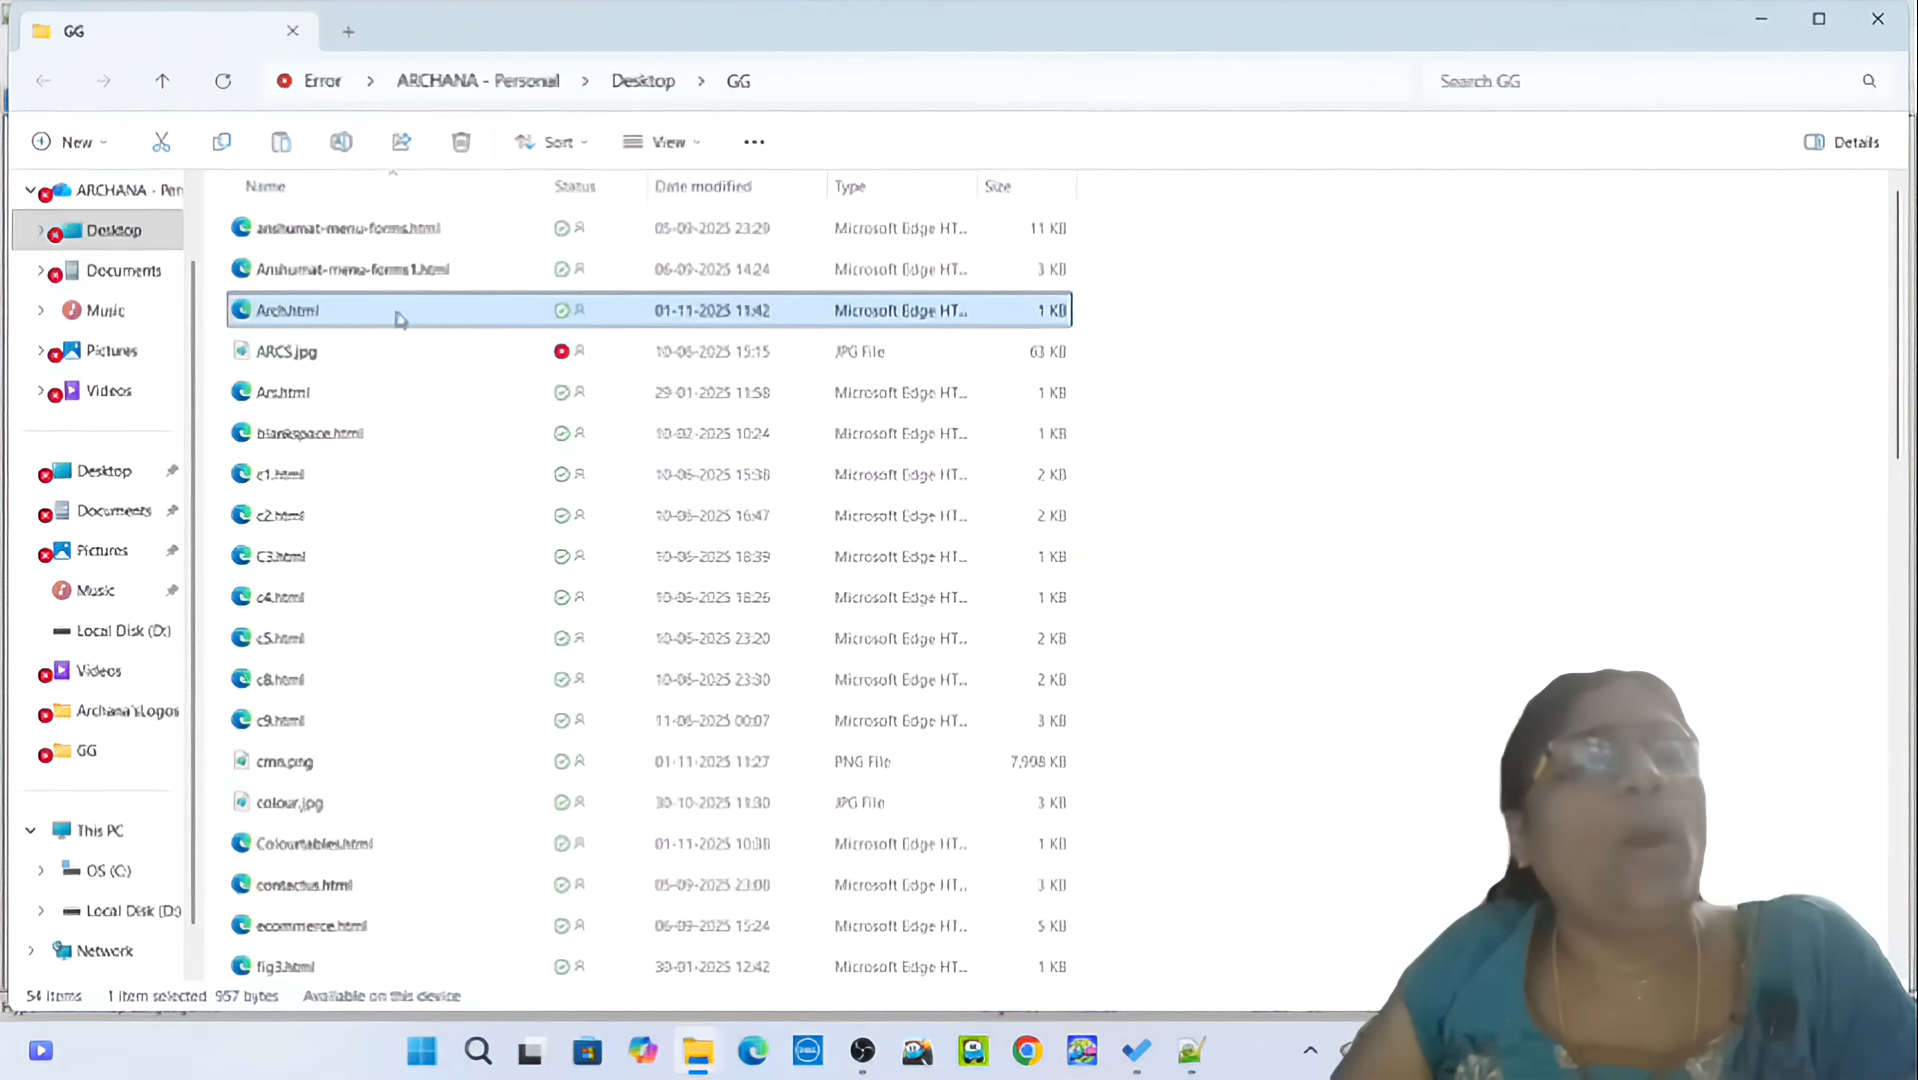 GG
Error > ARCHANA - Personal > Desktop > GG
Search GG
New
Sort
View
Details
ARCHANA - Per
Desktop
Documents
Music
Pictures
Videos
Desktop
Documents
Pictures
Music
Local Disk (D:)
Videos
Archana'sLogos
GG
This PC
OS (C:)
Local Disk (D:)
Network
Name Status Date modified Type Size
anshumat-menu-forms.html 05-09-2025 23:29 Microsoft Edge HT... 11 KB
Anshumat-menu-forms1.html 06-09-2025 14:24 Microsoft Edge HT... 3 KB
Arch.html 01-11-2025 11:42 Microsoft Edge HT... 1 KB
ARCS.jpg 10-06-2025 15:15 JPG File 63 KB
Ars.html 29-01-2025 11:58 Microsoft Edge HT... 1 KB
blankspace.html 10-02-2025 10:24 Microsoft Edge HT... 1 KB
c1.html 10-06-2025 15:38 Microsoft Edge HT... 2 KB
c2.html 10-06-2025 16:47 Microsoft Edge HT... 2 KB
C3.html 10-06-2025 18:39 Microsoft Edge HT... 1 KB
c4.html 10-06-2025 18:26 Microsoft Edge HT... 1 KB
c5.html 10-06-2025 23:20 Microsoft Edge HT... 2 KB
c8.html 10-06-2025 23:30 Microsoft Edge HT... 2 KB
c9.html 11-06-2025 00:07 Microsoft Edge HT... 3 KB
cmn.png 01-11-2025 11:27 PNG File 7,998 KB
colour.jpg 30-10-2025 11:30 JPG File 3 KB
Colourtables.html 01-11-2025 10:38 Microsoft Edge HT... 1 KB
contactus.html 05-09-2025 23:08 Microsoft Edge HT... 3 KB
ecommerce.html 06-09-2025 15:24 Microsoft Edge HT... 5 KB
fig3.html 30-01-2025 12:42 Microsoft Edge HT... 1 KB
54 items 1 item selected 957 bytes Available on this device
DELL